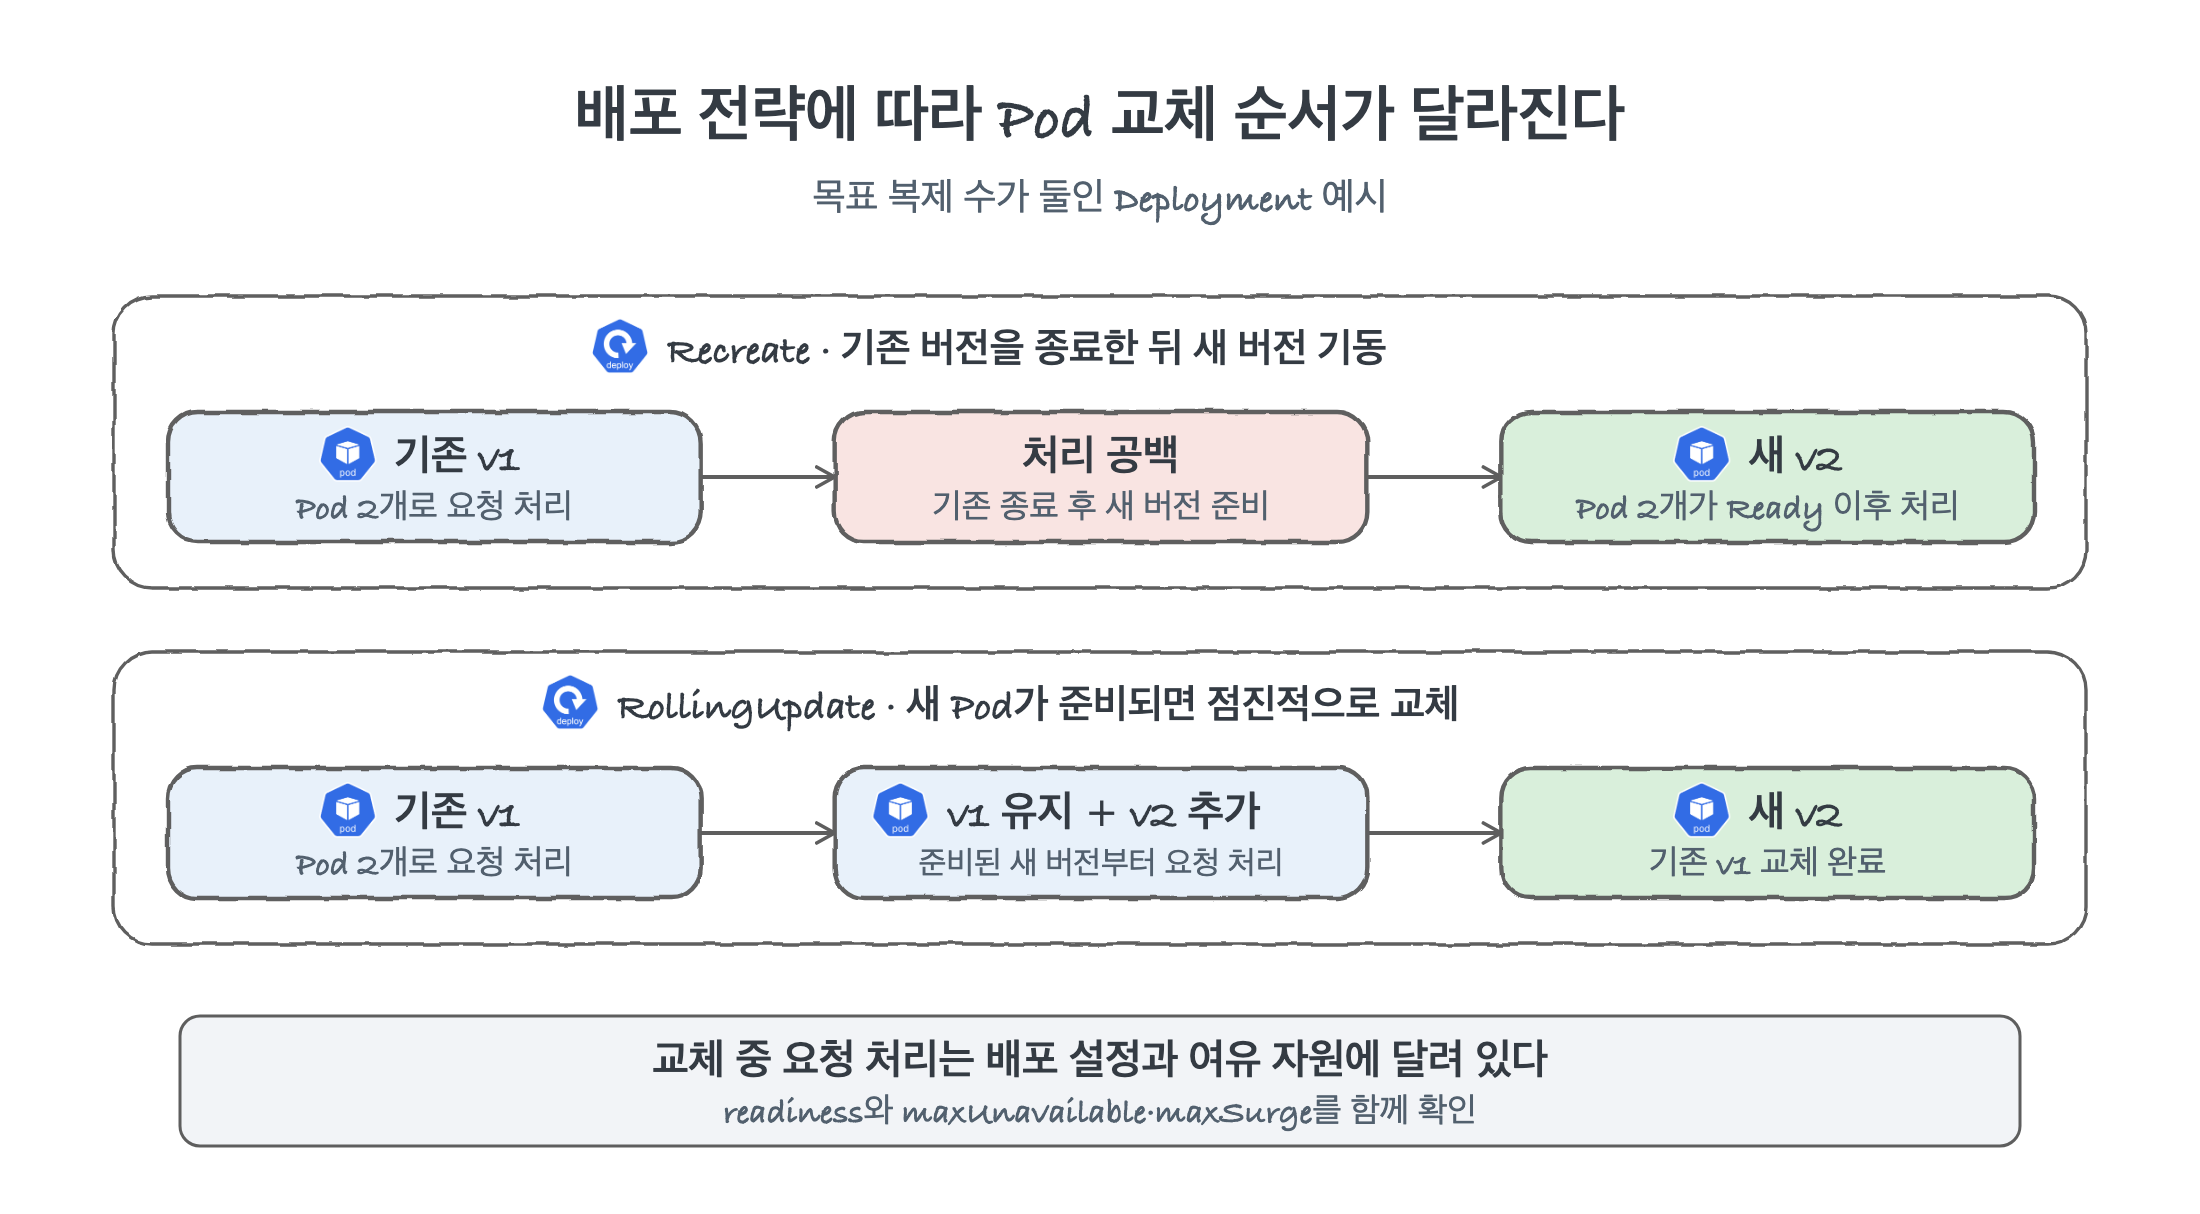 배포 전략에 따라 Pod 교체 순서가 달라진다
목표 복제 수가 둘인 Deployment 예시
deploy
Recreate · 기존 버전을 종료한 뒤 새 버전 기동
pod
기존 v1
Pod 2개로 요청 처리
처리 공백
기존 종료 후 새 버전 준비
pod
새 v2
Pod 2개가 Ready 이후 처리
deploy
RollingUpdate · 새 Pod가 준비되면 점진적으로 교체
pod
기존 v1
Pod 2개로 요청 처리
pod
v1 유지 + v2 추가
준비된 새 버전부터 요청 처리
pod
새 v2
기존 v1 교체 완료
교체 중 요청 처리는 배포 설정과 여유 자원에 달려 있다
readiness와 maxUnavailable·maxSurge를 함께 확인